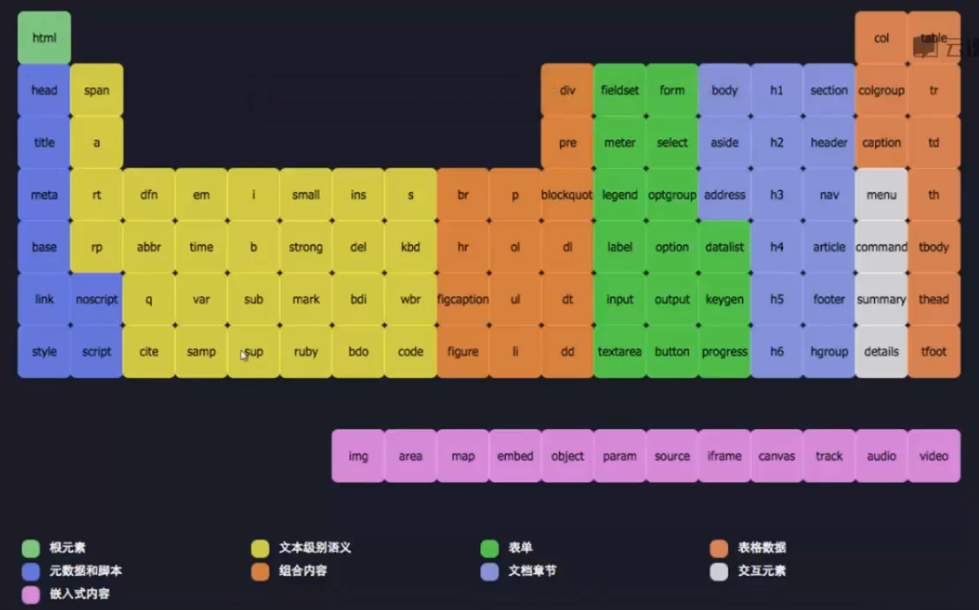 html col table
head span div fieldset form body h1 section colgroup tr
title a pre meter select aside h2 header caption td
meta rt dfn em i small ins s br p blockquot legend optgroup address h3 nav menu th
base rp abbr time b strong del kbd hr ol dl label option datalist h4 article command tbody
link noscript q var sub mark bdi wbr figcaption ul dt input output keygen h5 footer summary thead
style script cite samp sup ruby bdo code figure li dd textarea button progress h6 hgroup details tfoot
img area map embed object param source iframe canvas track audio video
根元素 文本级别语义 表单 表格数据
元数据和脚本 组合内容 文档章节 交互元素
嵌入式内容